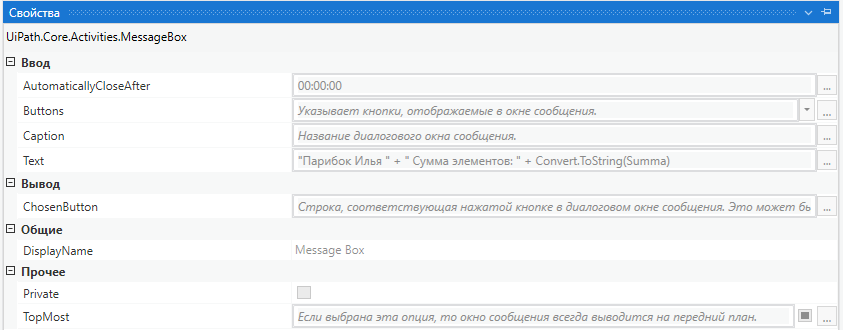 Свойства
UiPath.Core.Activities.MessageBox
Ввод
AutomaticallyCloseAfter 00:00:00 ...
Buttons Указывает кнопки, отображаемые в окне сообщения. ...
Caption Название диалогового окна сообщения. ...
Text "Парибок Илья " + " Сумма элементов: " + Convert.ToString(Summa) ...
Вывод
ChosenButton Строка, соответствующая нажатой кнопке в диалоговом окне сообщения. Это может бы ...
Общие
DisplayName Message Box
Прочее
Private
TopMost Если выбрана эта опция, то окно сообщения всегда выводится на передний план. ...